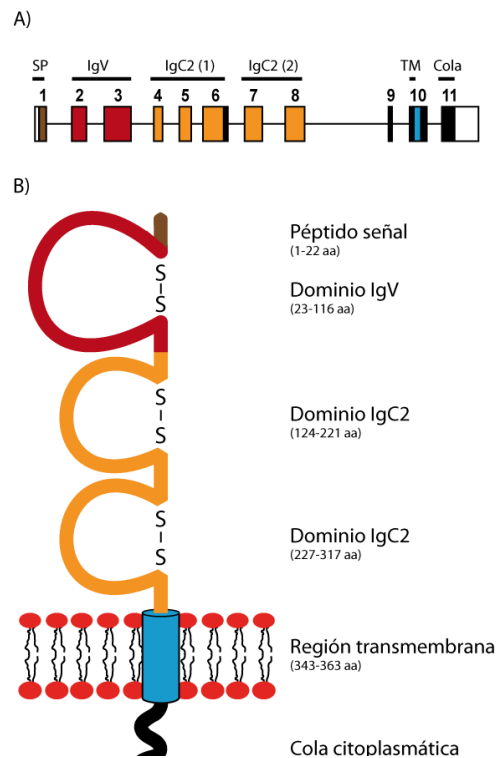 A)
SP IgV IgC2 (1) IgC2 (2) TM Cola
1 2 3 4 5 6 7 8 9 10 11
B)
Péptido señal
(1-22 aa)
S
S
Dominio IgV
(23-116 aa)
S
S
Dominio IgC2
(124-221 aa)
S
S
Dominio IgC2
(227-317 aa)
Región transmembrana
(343-363 aa)
Cola citoplasmática